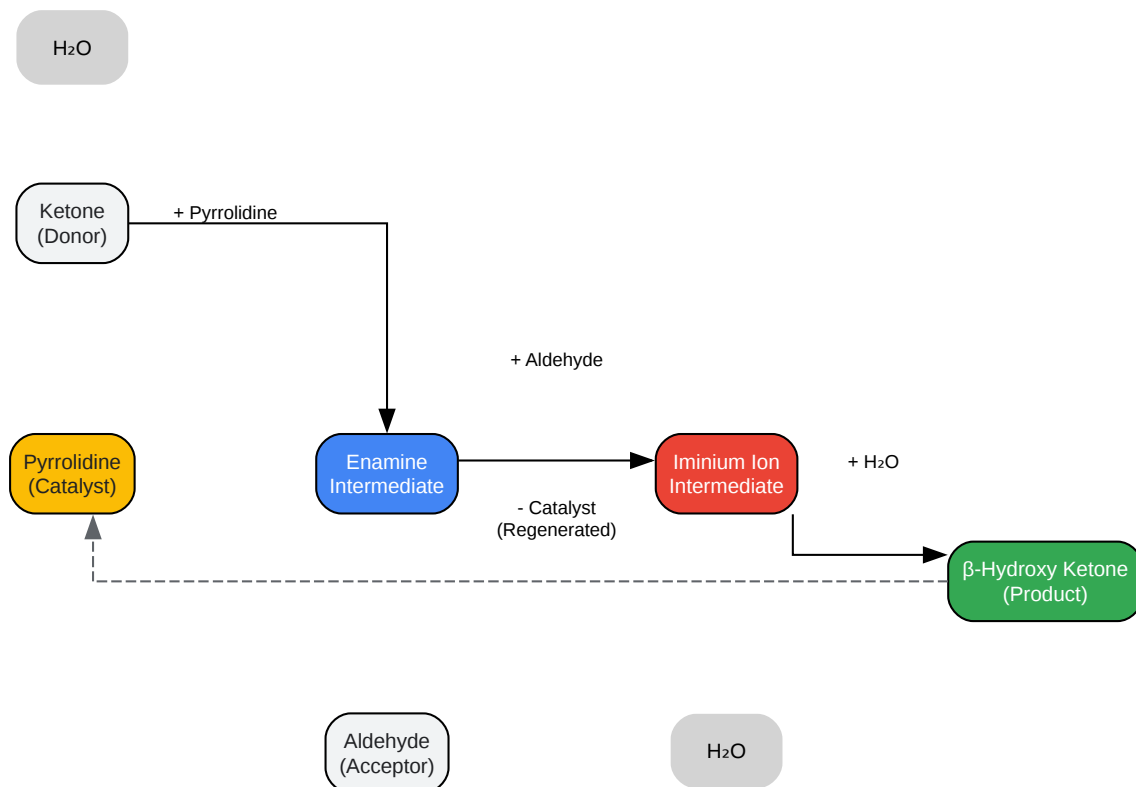 H₂O
Ketone
(Donor)
+ Pyrrolidine
+ Aldehyde
Pyrrolidine
(Catalyst)
Enamine
Intermediate
Iminium Ion
Intermediate
+ H₂O
- Catalyst
(Regenerated)
β-Hydroxy Ketone
(Product)
Aldehyde
(Acceptor)
H₂O